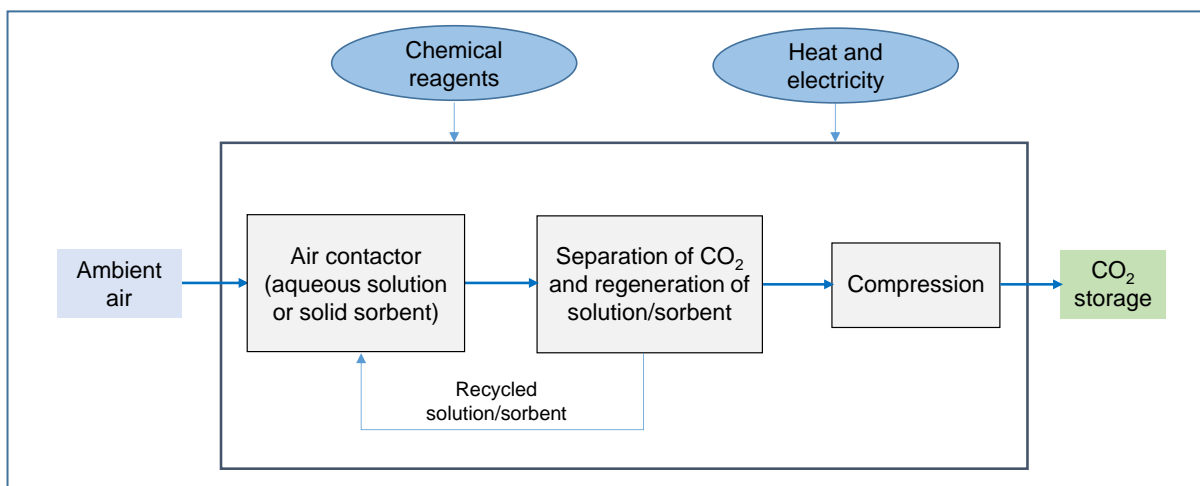 Chemical
reagents
Heat and
electricity
Ambient
air
Air contactor
(aqueous solution
or solid sorbent)
Separation of CO₂
and regeneration of
solution/sorbent
Compression
CO₂
storage
Recycled
solution/sorbent